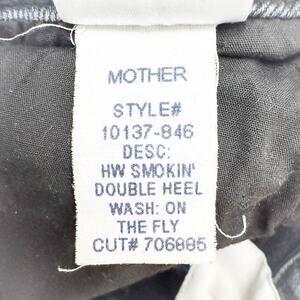 MOTHER
STYLE#
10137-846
DESC:
HW SMOKIN'
DOUBLE HEEL
WASH: ON
THE FLY
CUT# 706885